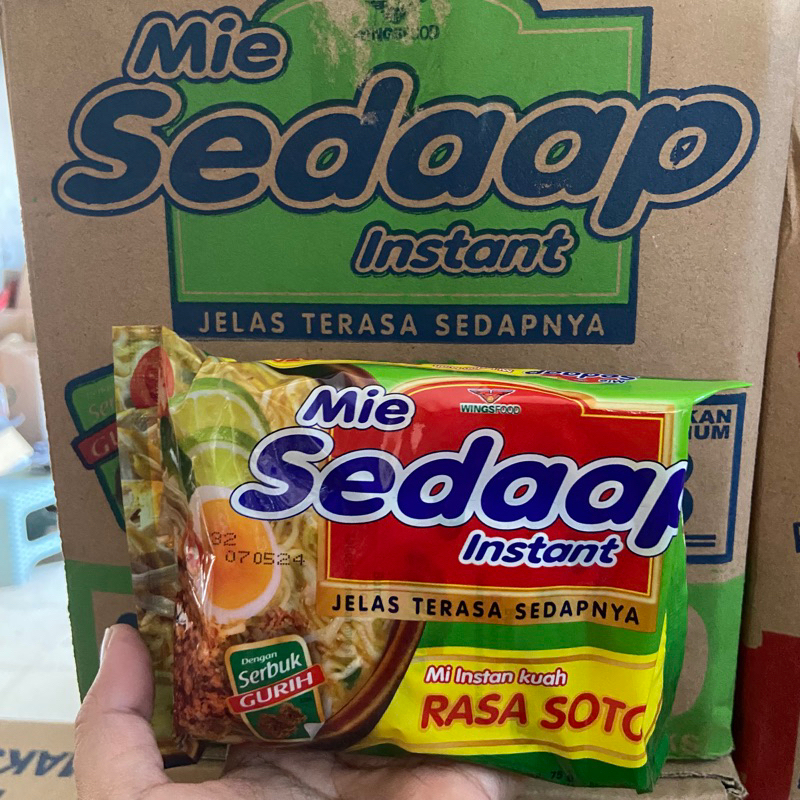 WINGSFOOD
Mie
Sedaap
Instant
JELAS TERASA SEDAPNYA
WINGSFOOD
Mie
Sedaap
Instant
JELAS TERASA SEDAPNYA
070524
Dengan
Serbuk
GURIH
Mi Instan kuah
RASA SOTO